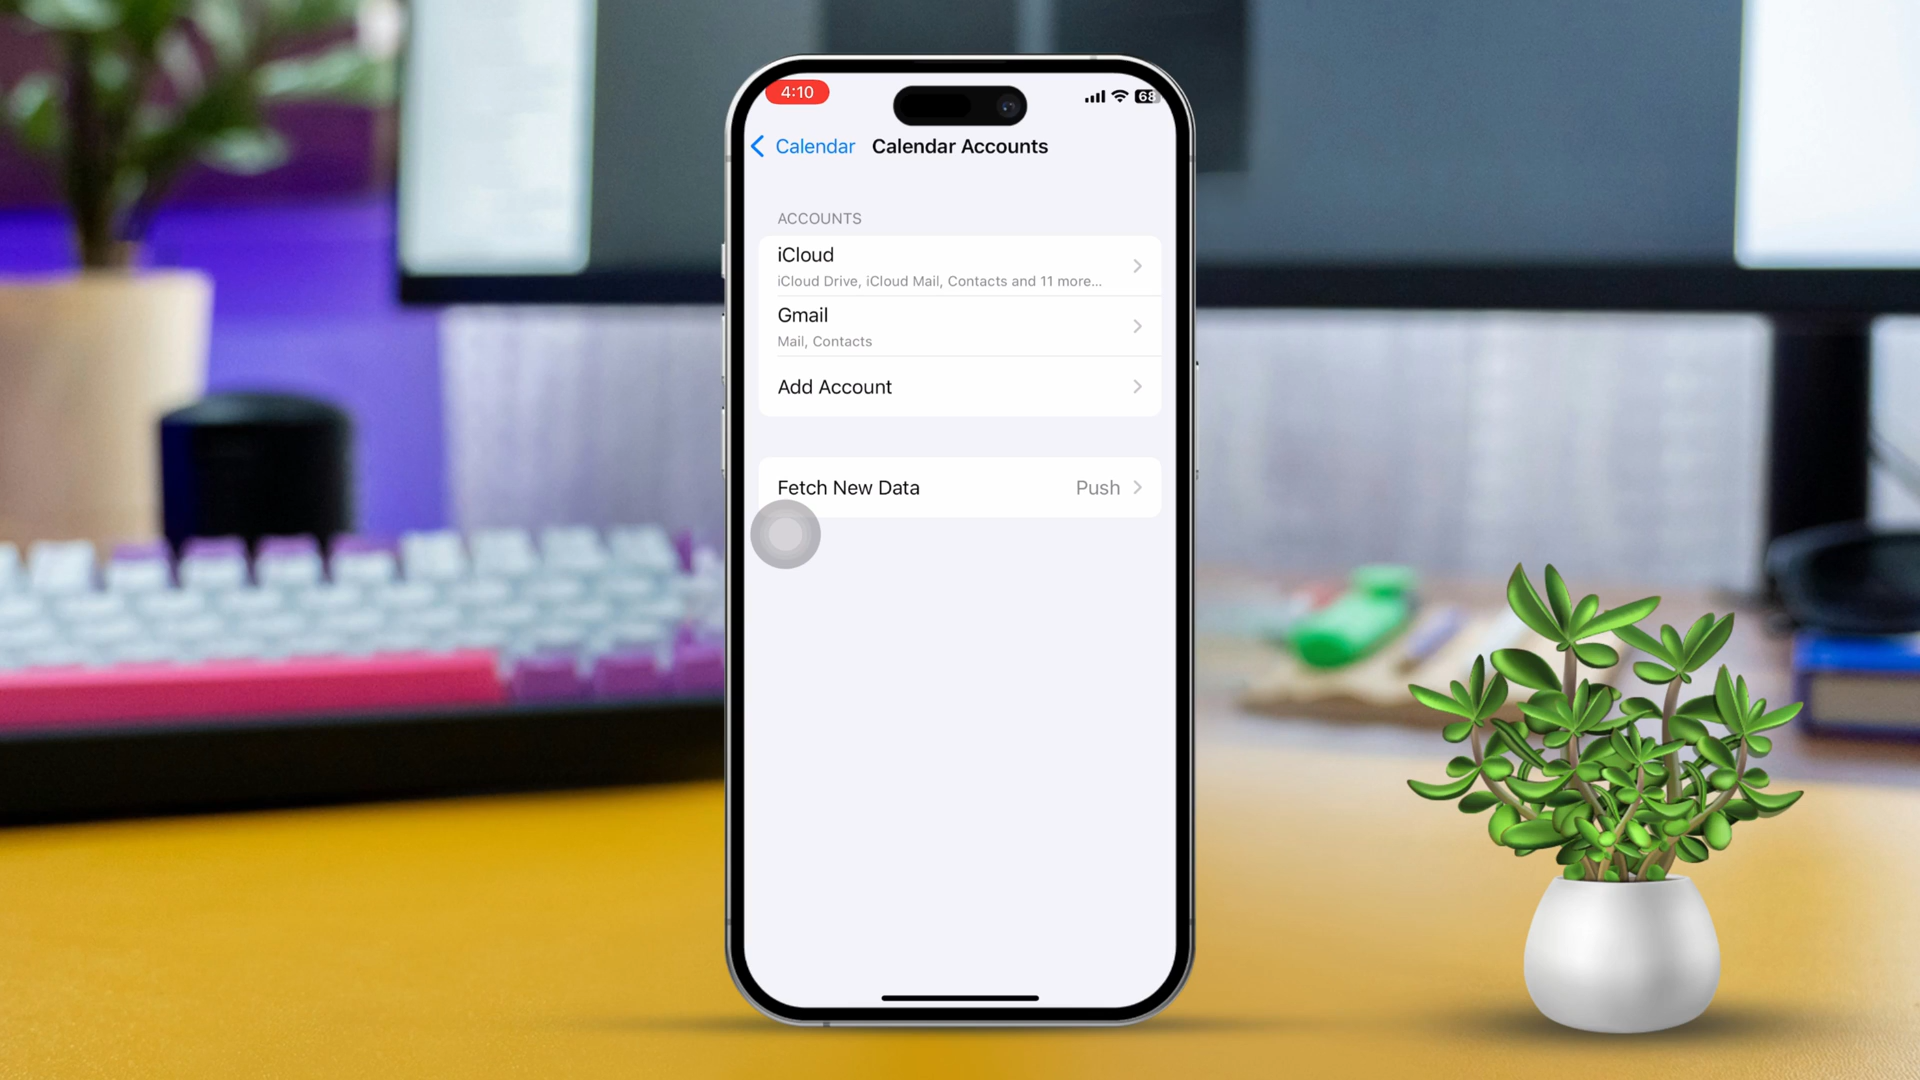 4:10
68
Calendar
Calendar Accounts
ACCOUNTS
iCloud
iCloud Drive, iCloud Mail, Contacts and 11 more...
Gmail
Mail, Contacts
Add Account
Fetch New Data
Push